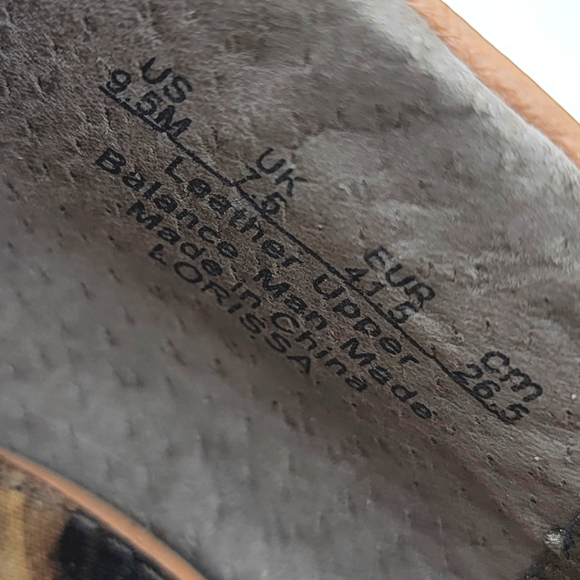 US UK EUR cm
9.5M 7.5 41.5 26.5
Leather Upper
Balance Man Made
Made in China
LORISSA